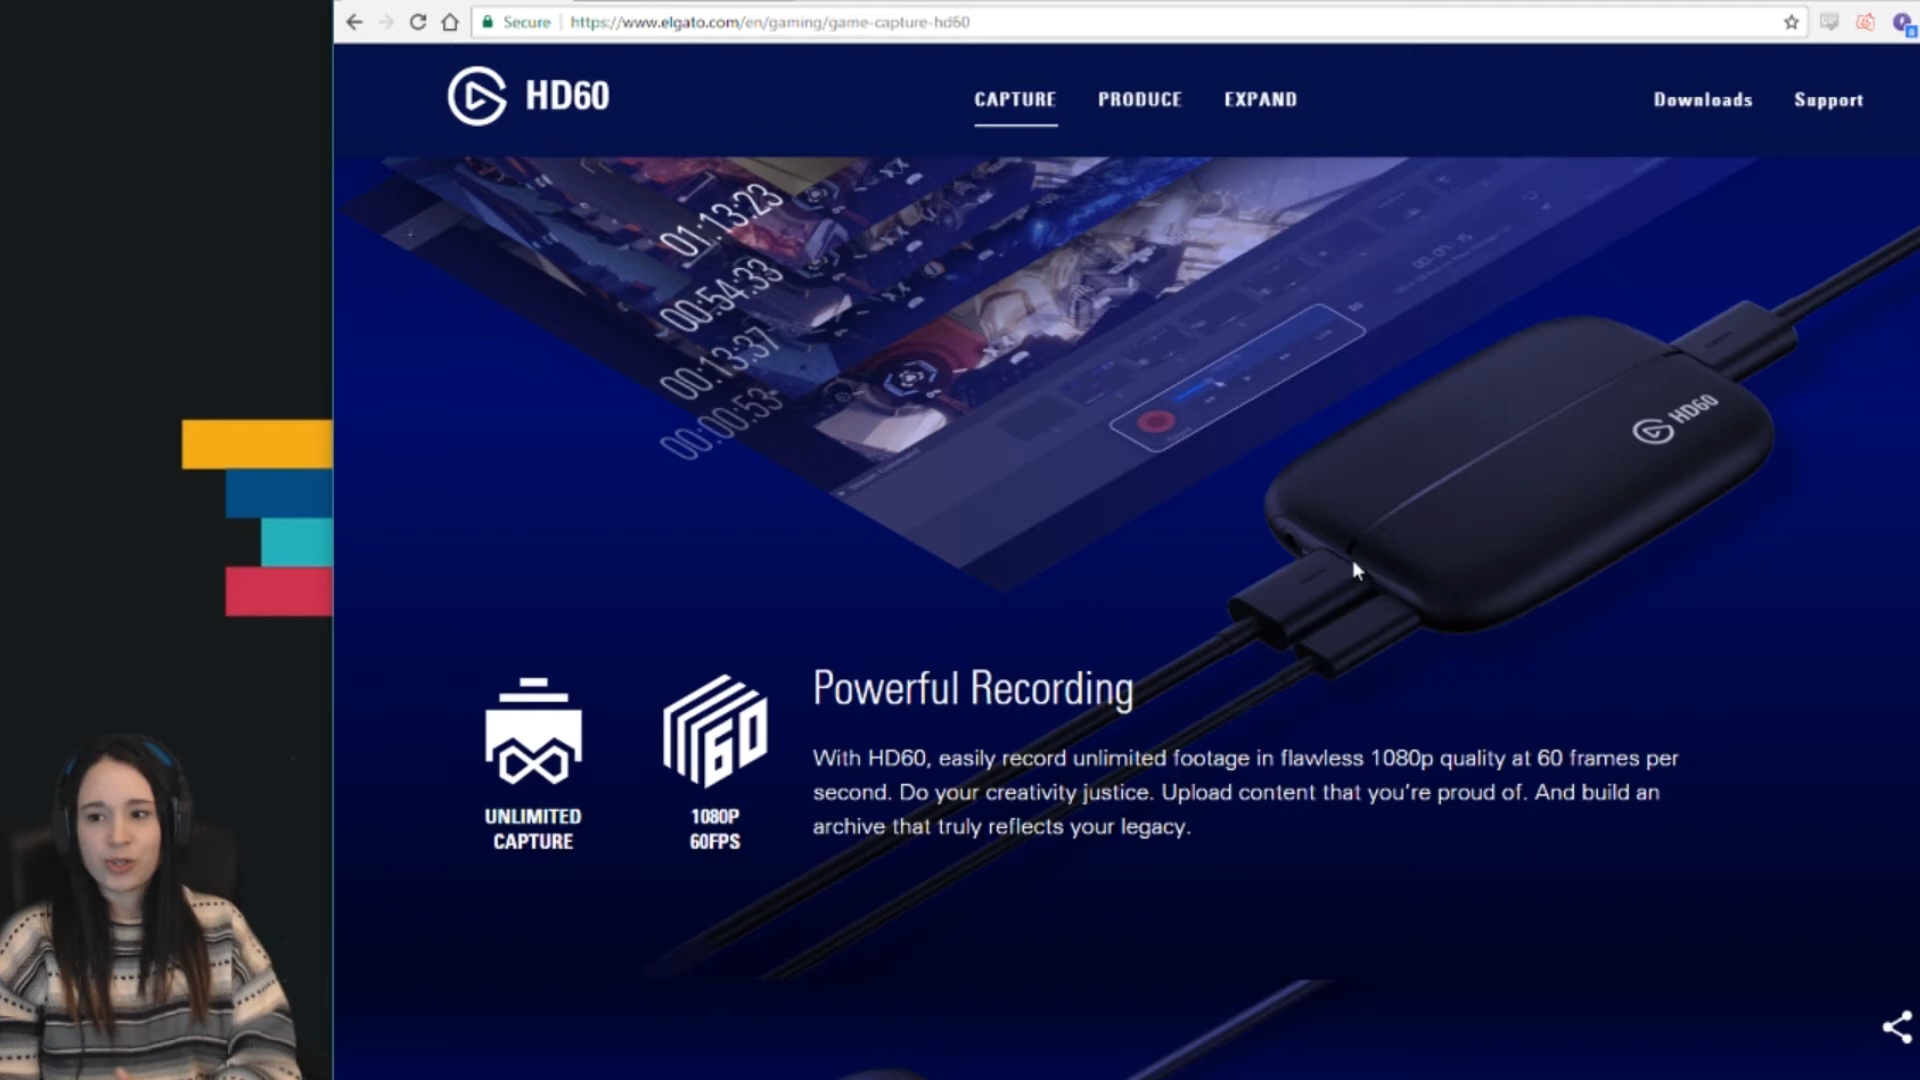 Secure
https://www.elgato.com/en/gaming/game-capture-hd60
HD60
CAPTURE
PRODUCE
EXPAND
Downloads
Support
01:13:23
00:54:33
00:13:37
00:00:53
HD60
60
Powerful Recording
With HD60, easily record unlimited footage in flawless 1080p quality at 60 frames per
second. Do your creativity justice. Upload content that you're proud of. And build an
archive that truly reflects your legacy.
UNLIMITED
CAPTURE
1080P
60FPS